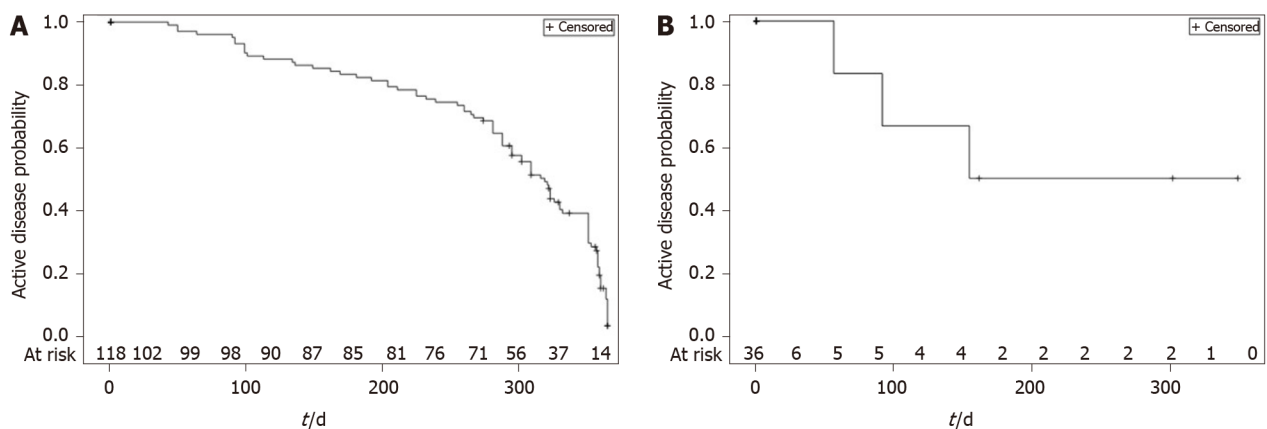 A
+ Censored
Active disease probability
1.0
0.8
0.6
0.4
0.2
0.0
At risk 118 102 99 98 90 87 85 81 76 71 56 37 14
0 100 200 300
t/d
B
+ Censored
Active disease probability
1.0
0.8
0.6
0.4
0.2
0.0
At risk 36 6 5 5 4 4 2 2 2 2 2 1 0
0 100 200 300
t/d